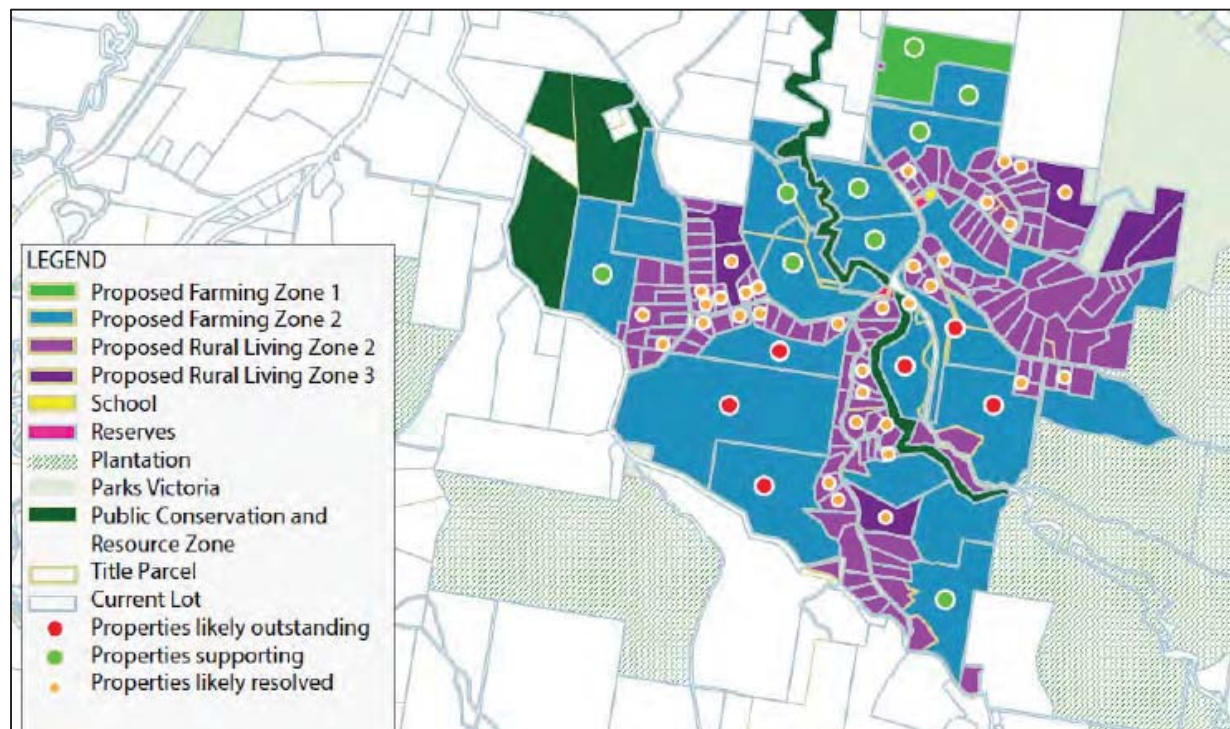 LEGEND
Proposed Farming Zone 1
Proposed Farming Zone 2
Proposed Rural Living Zone 2
Proposed Rural Living Zone 3
School
Reserves
Plantation
Parks Victoria
Public Conservation and
Resource Zone
Title Parcel
Current Lot
Properties likely outstanding
Properties supporting
Properties likely resolved